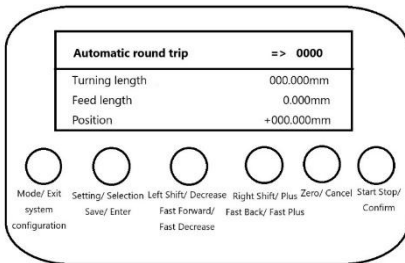 Automatic round trip => 0000
Turning length 000.000mm
Feed length 0.000mm
Position +000.000mm
Mode/ Exit
system
configuration
Setting/ Selection
Save/ Enter
Left Shift/ Decrease
Fast Forward/
Fast Decrease
Right Shift/ Plus
Fast Back/ Fast Plus
Zero/ Cancel
Start Stop/
Confirm